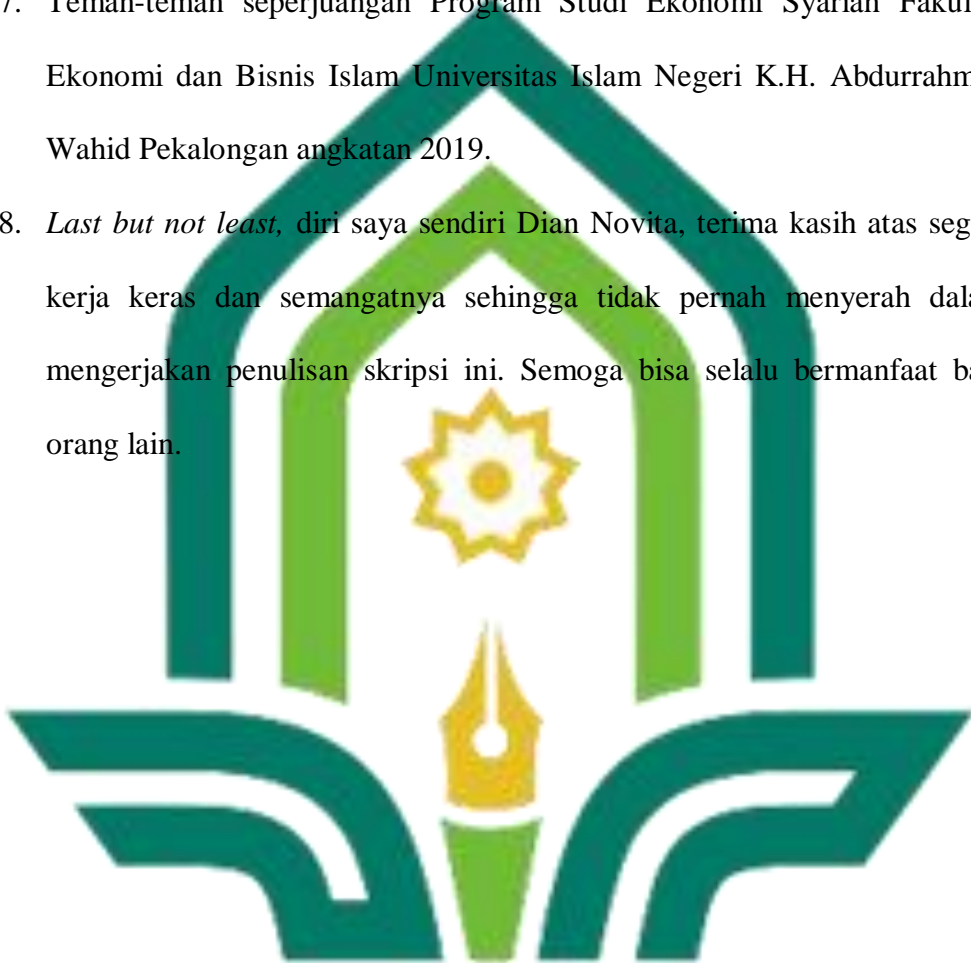 7. Teman-teman seperjuangan Program Studi Ekonomi Syariah Fakul
Ekonomi dan Bisnis Islam Universitas Islam Negeri K.H. Abdurrahm
Wahid Pekalongan angkatan 2019.
8. Last but not least, diri saya sendiri Dian Novita, terima kasih atas seg
kerja keras dan semangatnya sehingga tidak pernah menyerah dala
mengerjakan penulisan skripsi ini. Semoga bisa selalu bermanfaat ba
orang lain.